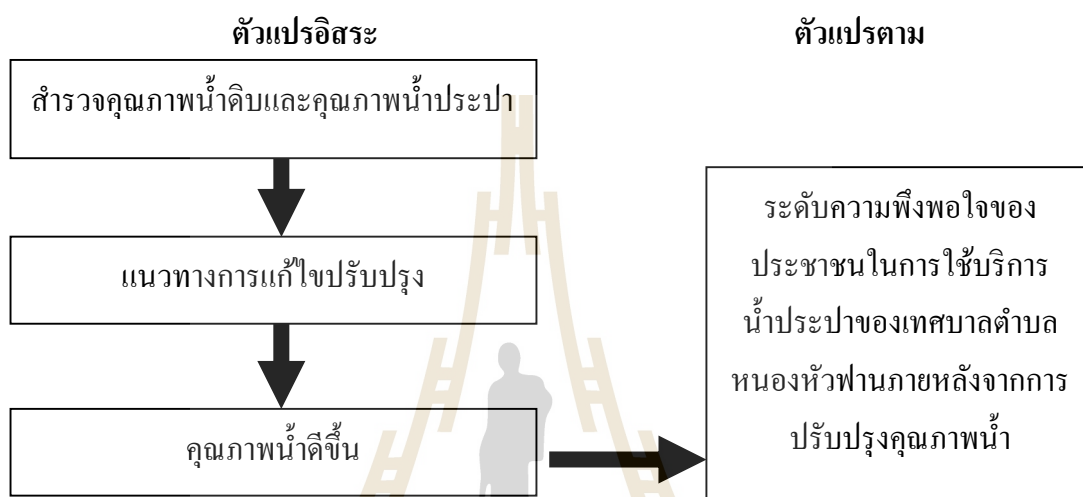 ตัวแปรอิสระ
ตัวแปรตาม
สำรวจคุณภาพน้ำดิบและคุณภาพน้ำประปา
แนวทางการแก้ไขปรับปรุง
คุณภาพน้ำดีขึ้น
ระดับความพึงพอใจของ
ประชาชนในการใช้บริการ
น้ำประปาของเทศบาลตำบล
หนองหัวฟานภายหลังจากการ
ปรับปรุงคุณภาพน้ำ